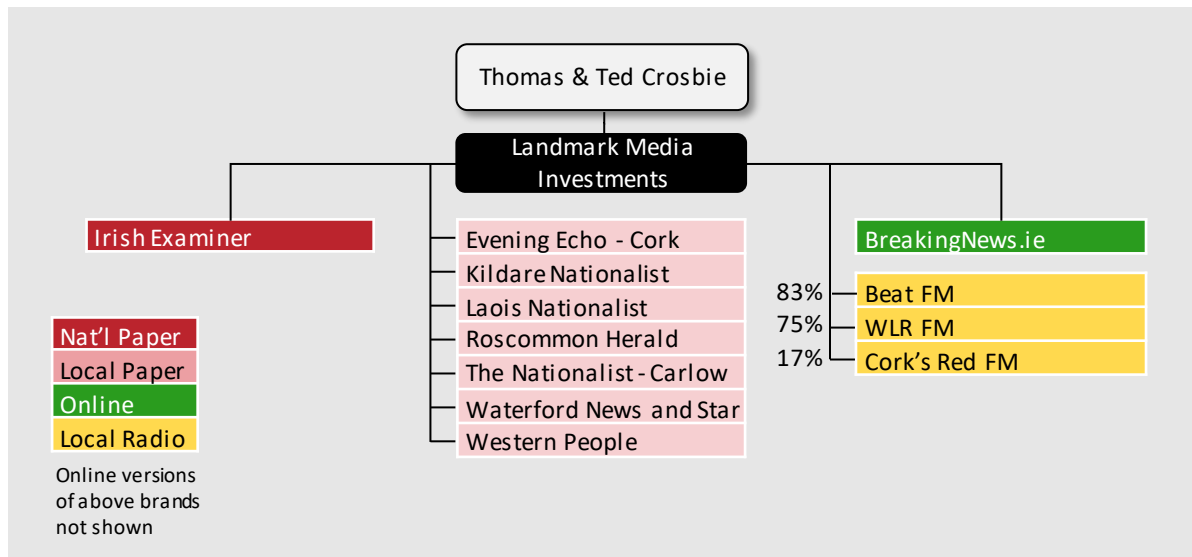 Thomas & Ted Crosbie
Landmark Media
Investments
Irish Examiner
Evening Echo - Cork
Kildare Nationalist
Laois Nationalist
Roscommon Herald
The Nationalist - Carlow
Waterford News and Star
Western People
BreakingNews.ie
83% Beat FM
75% WLR FM
17% Cork's Red FM
Nat'l Paper
Local Paper
Online
Local Radio
Online versions
of above brands
not shown